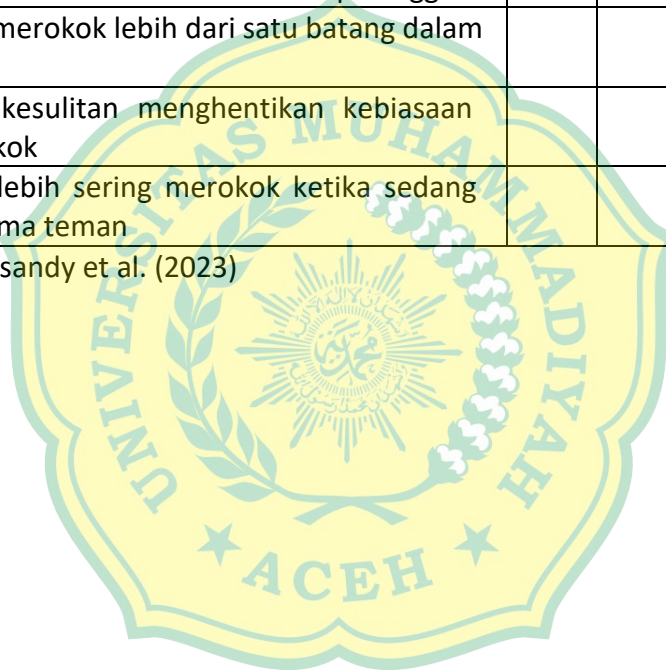 merokok lebih dari satu batang dalam
kesulitan menghentikan kebiasaan
kok
lebih sering merokok ketika sedang
ma teman
sandy et al. (2023)
UNIVERSITAS MUHAMMADIYAH
ACEH